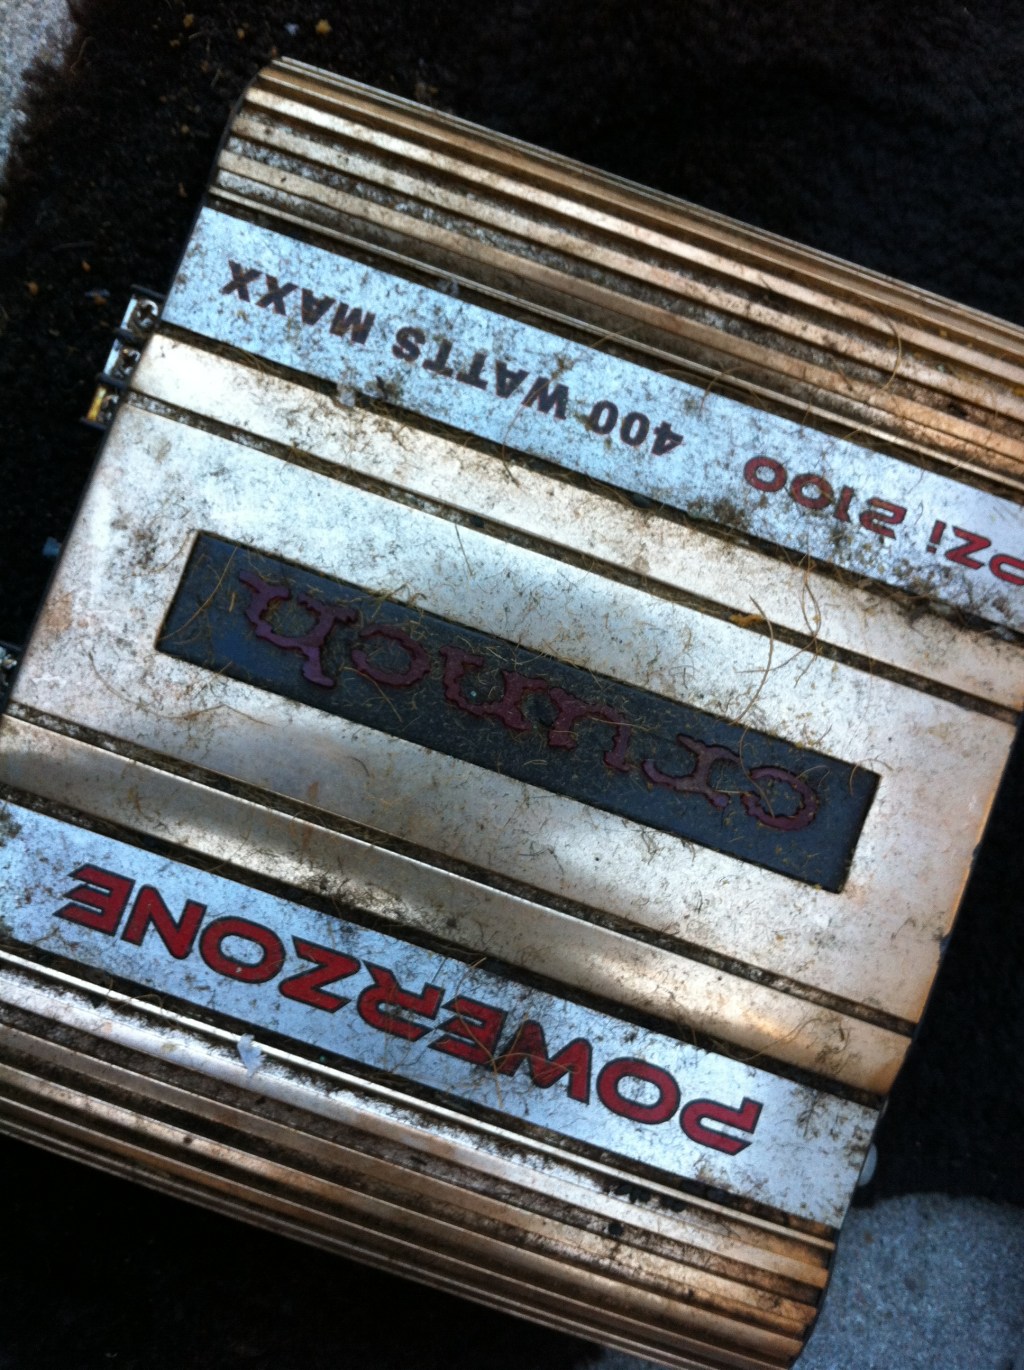 POWERZONE
crunch
PZi 2100 400 WATTS MAXX